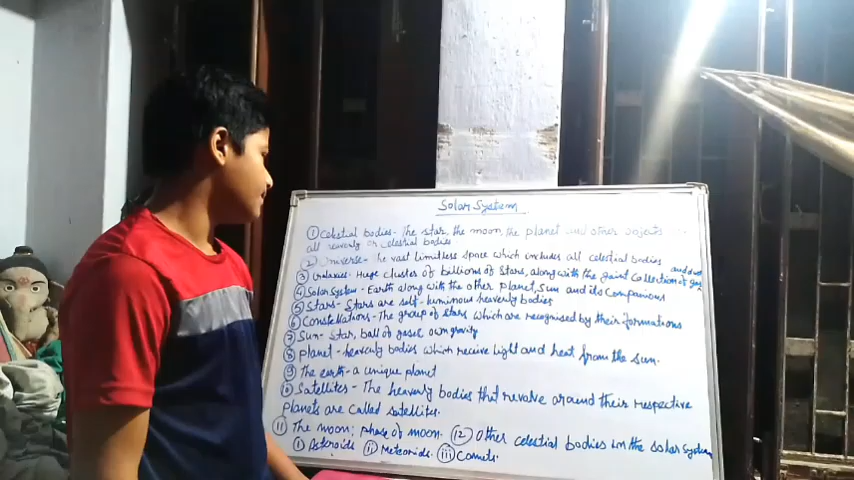 Solar System
① Celestial bodies- The star, the moon, the planet and other objects
all heavenly or celestial bodies
② Universe- The vast limitless space which includes all celestial bodies
③ Galaxies- Huge cluster of billions of stars, along with the gaint collection of gas and dust
④ Solar System- Earth along with the other planet, Sun and its companions
⑤ Stars- Stars are self-luminous heavenly bodies
⑥ Constellations- The group of stars which are recognised by their formations
⑦ Sun- Star, ball of gases, own gravity
⑧ planet- heavenly bodies which receive light and heat from the sun.
⑨ The earth- a unique planet
⑩ Satellites- The heavenly bodies that revolve around their respective
planets are called satellites.
⑪ The moon; phase of moon. ⑫ Other celestial bodies in the solar system
ⓘ Asteroids ⓘⓘ Meteoroids. ⓘⓘⓘ Comets.